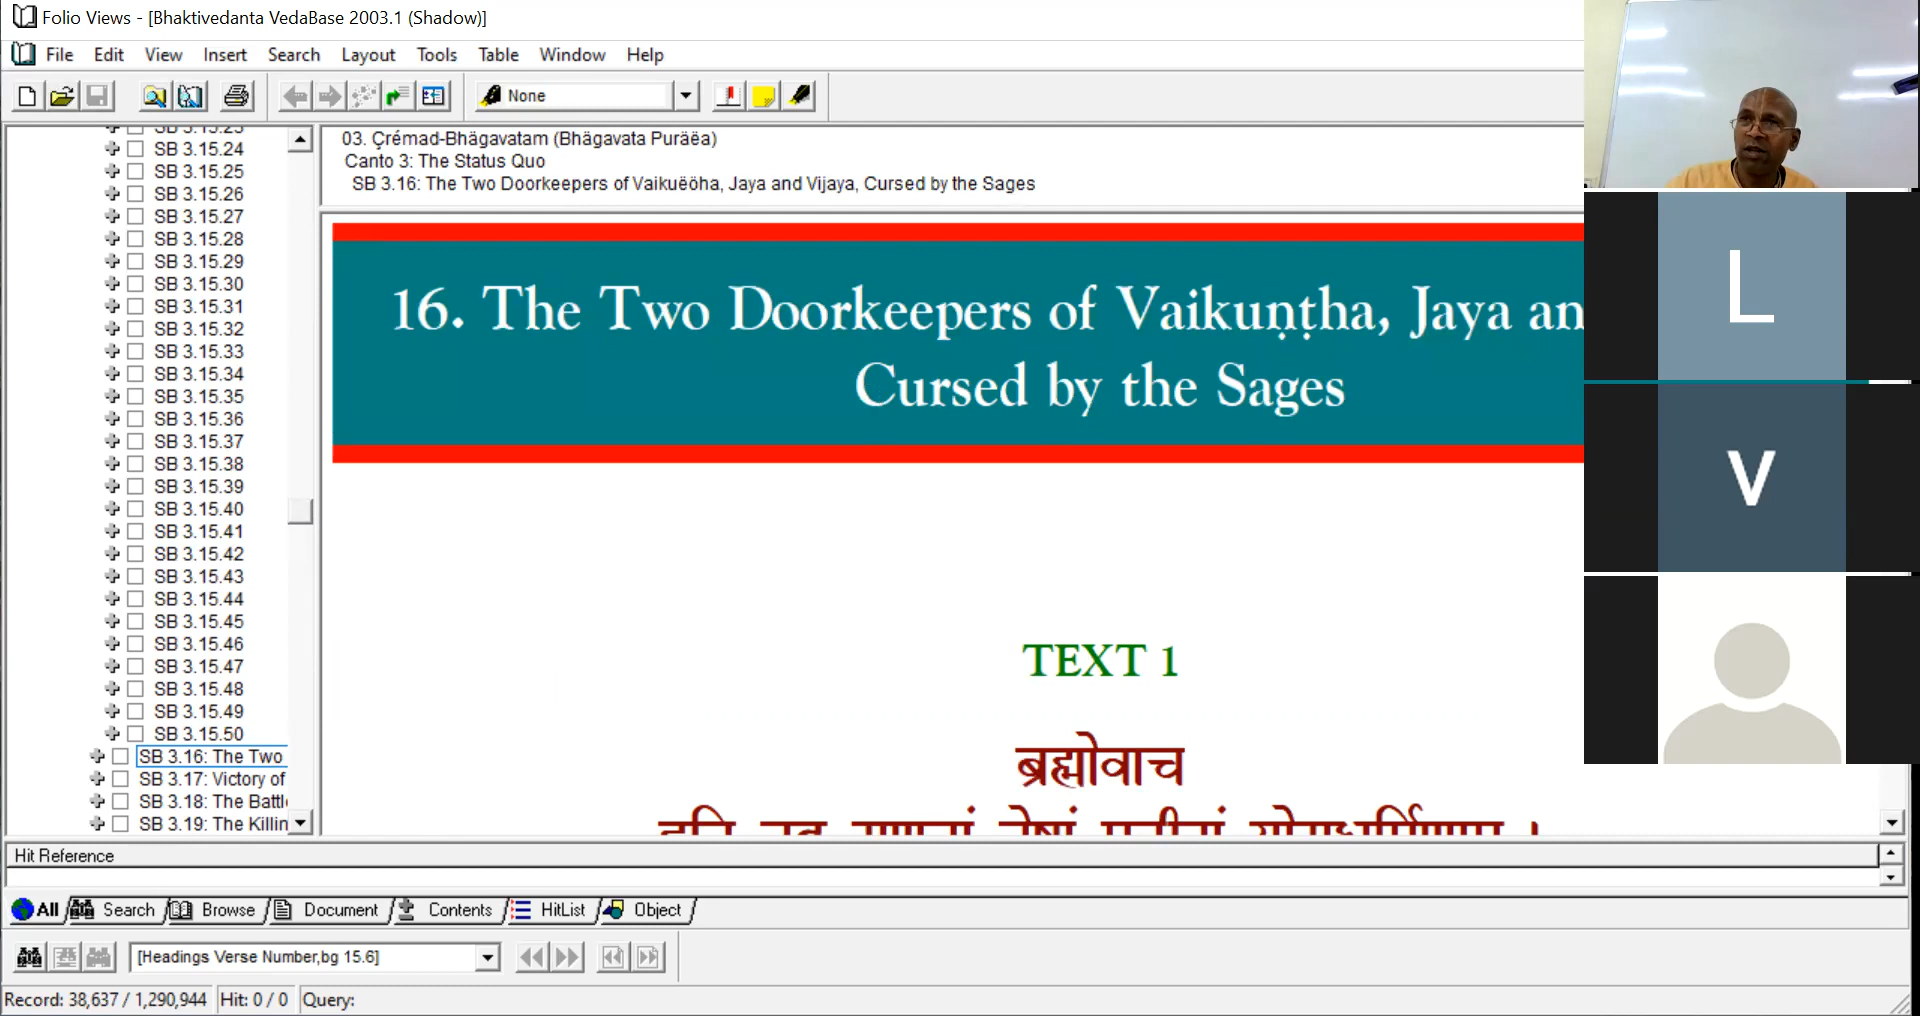 Folio Views - [Bhaktivedanta VedaBase 2003.1 (Shadow)]
File Edit View Insert Search Layout Tools Table Window Help
None
SB 3.15.23
SB 3.15.24
SB 3.15.25
SB 3.15.26
SB 3.15.27
SB 3.15.28
SB 3.15.29
SB 3.15.30
SB 3.15.31
SB 3.15.32
SB 3.15.33
SB 3.15.34
SB 3.15.35
SB 3.15.36
SB 3.15.37
SB 3.15.38
SB 3.15.39
SB 3.15.40
SB 3.15.41
SB 3.15.42
SB 3.15.43
SB 3.15.44
SB 3.15.45
SB 3.15.46
SB 3.15.47
SB 3.15.48
SB 3.15.49
SB 3.15.50
SB 3.16: The Two
SB 3.17: Victory of
SB 3.18: The Battl
SB 3.19: The Killin
03. Çrémad-Bhägavatam (Bhägavata Puräëa)
Canto 3: The Status Quo
SB 3.16: The Two Doorkeepers of Vaikuëöha, Jaya and Vijaya, Cursed by the Sages
16. The Two Doorkeepers of Vaikuṇṭha, Jaya an
Cursed by the Sages
TEXT 1
ब्रह्मोवाच
L
V
Hit Reference
All Search Browse Document Contents HitList Object
[Headings Verse Number,bg 15.6]
Record: 38,637 / 1,290,944 Hit: 0 / 0 Query: